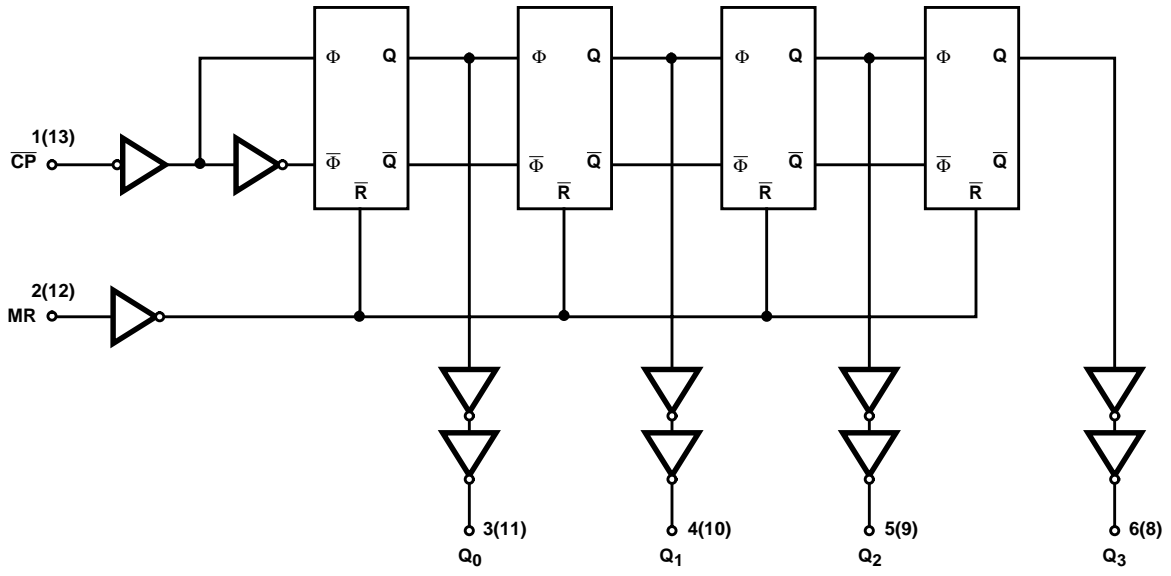 Φ Q Φ Q Φ Q Φ Q
1(13)
C̅P̅
Φ̅ Q̅ Φ̅ Q̅ Φ̅ Q̅ Φ̅ Q̅
R̅ R̅ R̅ R̅
2(12)
MR
3(11) 4(10) 5(9) 6(8)
Q₀ Q₁ Q₂ Q₃